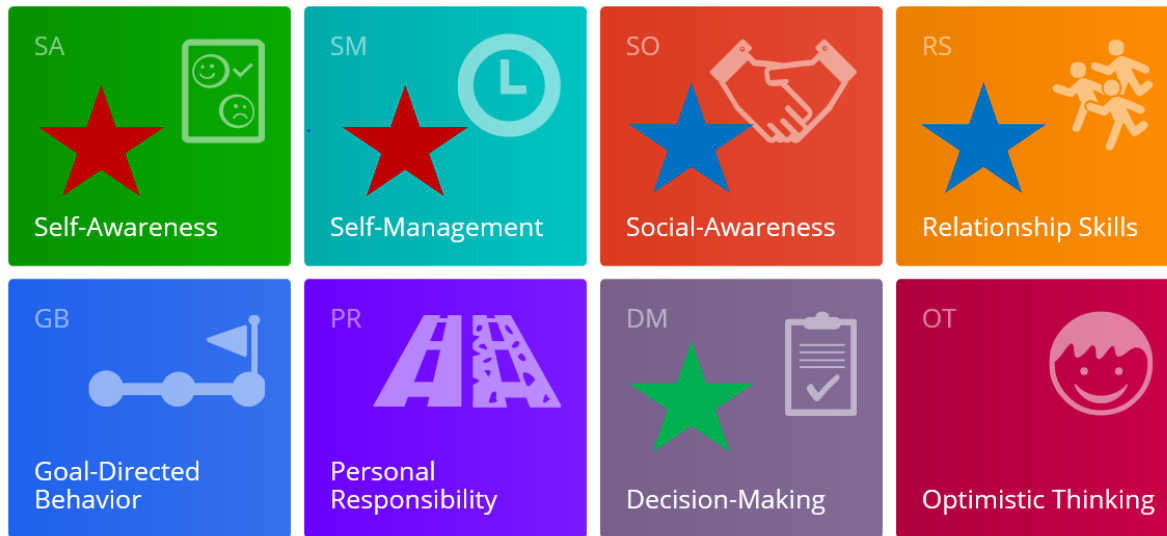 SA
Self-Awareness
SM
Self-Management
SO
Social-Awareness
RS
Relationship Skills
GB
Goal-Directed
Behavior
PR
Personal
Responsibility
DM
Decision-Making
OT
Optimistic Thinking